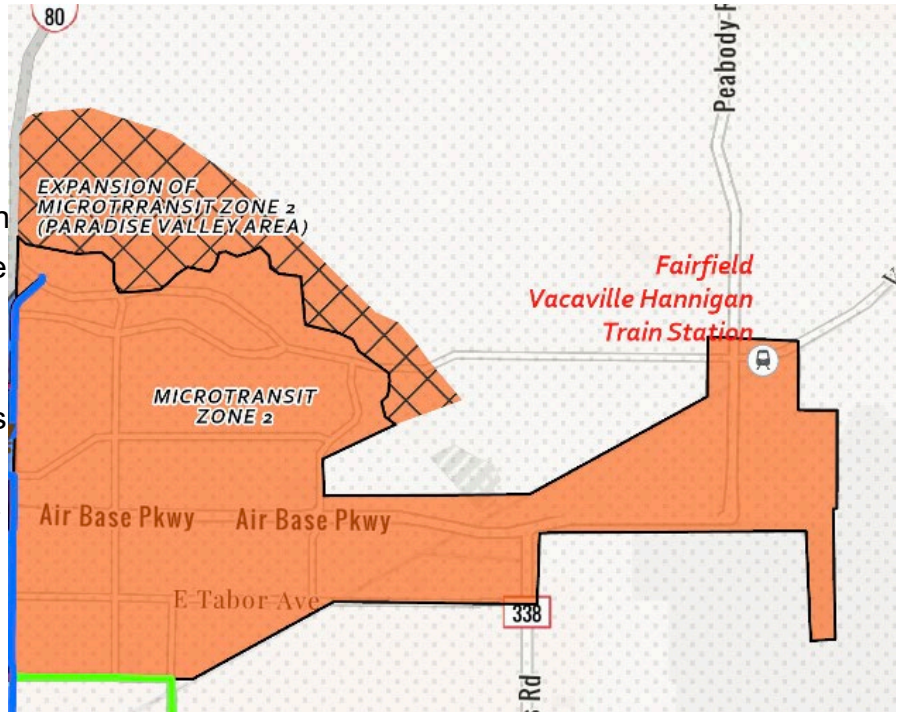 80
Peabody
EXPANSION OF
MICROTRRANSIT ZONE 2
(PARADISE VALLEY AREA)
n
e
Fairfield
Vacaville Hannigan
Train Station
MICROTRANSIT
ZONE 2
s
Air Base Pkwy Air Base Pkwy
E Tabor Ave
338
Rd